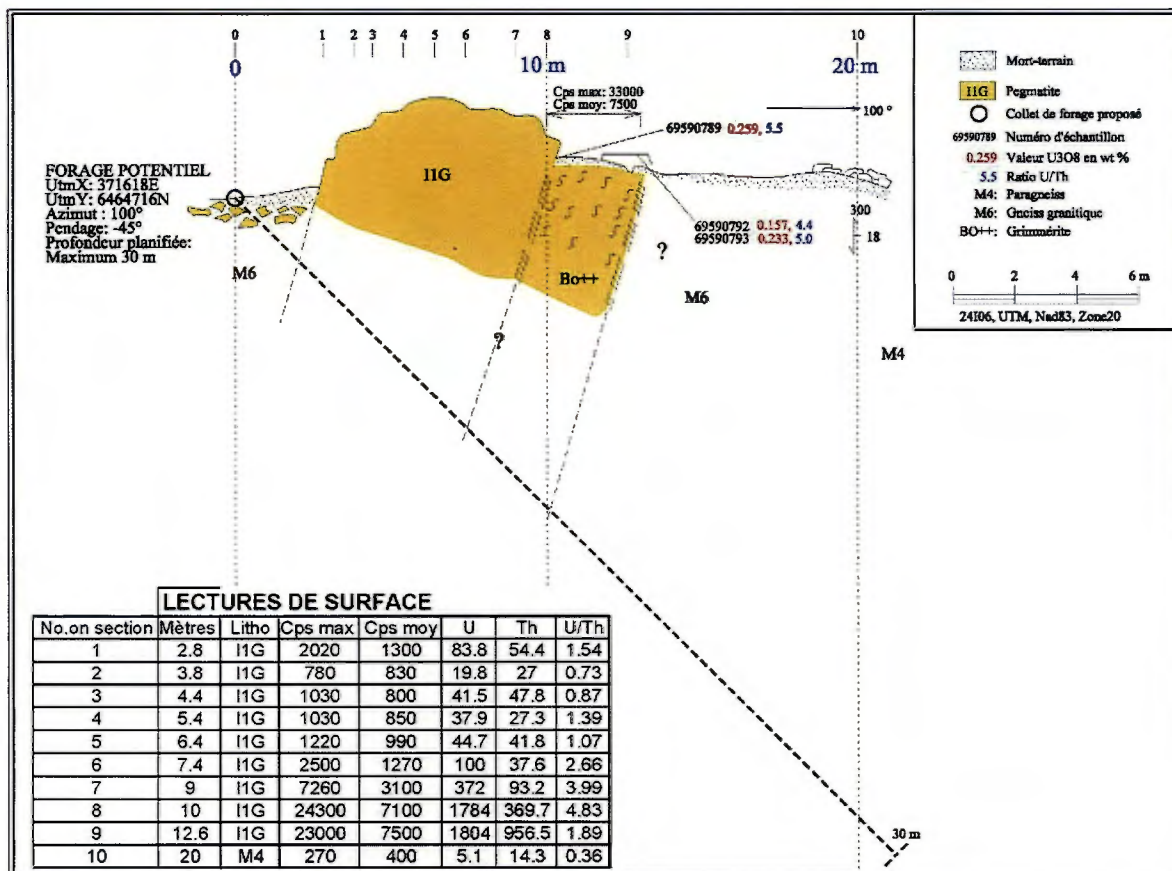 0 1 2 3 4 5 6 7 8 9 10
0 10 m 20 m
Cps max: 33000
Cps moy: 7500
100°
69590789 0.259, 5.5
FORAGE POTENTIEL
UtmX: 371618E
UtmY: 6464716N
Azimut : 100°
Pendage: -45°
Profondeur planifiée:
Maximum 30 m
I1G
69590792 0.157, 4.4
69590793 0.233, 5.0
300
18
?
M6
Bo++
M6
?
M4
30 m
Mort-terrain
I1G Pegmatite
Collet de forage proposé
69590789 Numéro d'échantillon
0.259 Valeur U3O8 en wt %
5.5 Ratio U/Th
M4: Paragneiss
M6: Gneiss granitique
BO++: Grimmérite
0 2 4 6 m
24I06, UTM, Nad83, Zone20
LECTURES DE SURFACE
No.on section Mètres Litho Cps max Cps moy U Th U/Th
1 2.8 I1G 2020 1300 83.8 54.4 1.54
2 3.8 I1G 780 830 19.8 27 0.73
3 4.4 I1G 1030 800 41.5 47.8 0.87
4 5.4 I1G 1030 850 37.9 27.3 1.39
5 6.4 I1G 1220 990 44.7 41.8 1.07
6 7.4 I1G 2500 1270 100 37.6 2.66
7 9 I1G 7260 3100 372 93.2 3.99
8 10 I1G 24300 7100 1784 369.7 4.83
9 12.6 I1G 23000 7500 1804 956.5 1.89
10 20 M4 270 400 5.1 14.3 0.36